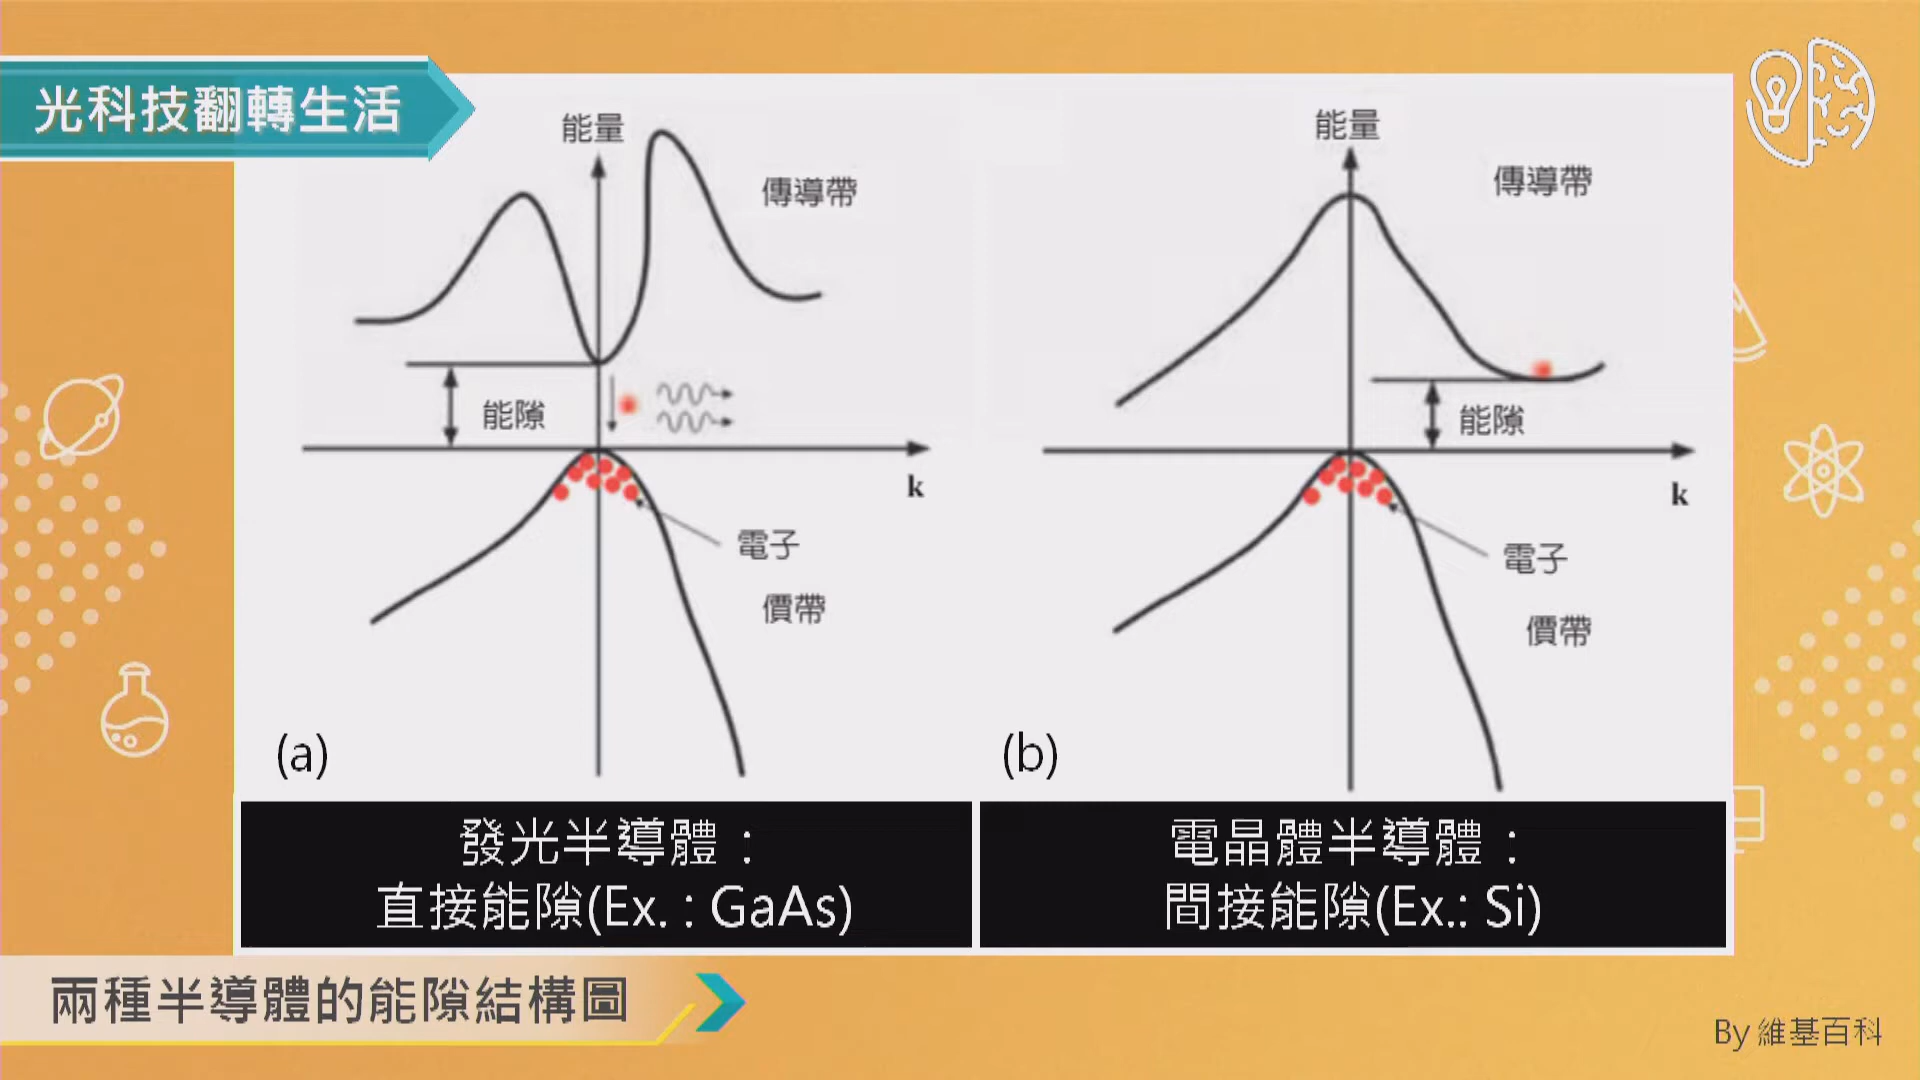 光科技翻轉生活
能量
傳導帶
能隙
k
電子
價帶
(a)
能量
傳導帶
能隙
k
電子
價帶
(b)
發光半導體：
直接能隙(Ex. : GaAs)
電晶體半導體：
間接能隙(Ex.: Si)
兩種半導體的能隙結構圖
By 維基百科